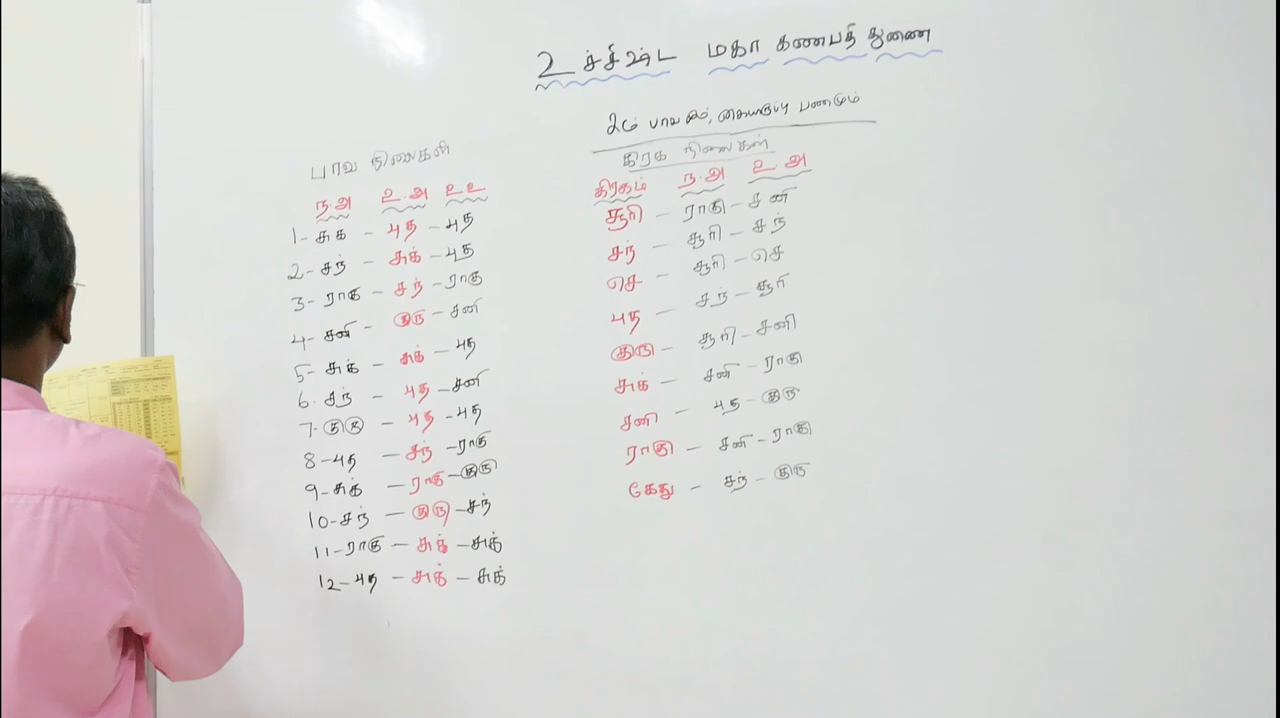 உச்சிஷ்ட மகா கணபதி துணை
2ம் பாவகம், கையிருப்பு பணமும்
பாவ நிலைகள்
ந.அ உ.அ உ உ
1- சுக் - புத - புத
2- சந் - சுக் - புத
3- ராகு - சந் - ராகு
4- சனி - குரு - சனி
5- சுக் - சுக் - புத
6. சந் - புத - சனி
7- குரு - புத - புத
8 - புத - சந் - ராகு
9 - சுக் - ராகு - குரு
10 - சந் - குரு - சந்
11 - ராகு - சுக் - சுக்
12 - புத - சுக் - சுக்
கிரக நிலைகள்
கிரகம் ந.அ உ.அ
சூரி - ராகு - சனி
சந் - சூரி - சந்
செ - சூரி - செ
புத - சந் - சூரி
குரு - சூரி - சனி
சுக் - சனி - ராகு
சனி - புத - குரு
ராகு - சனி - ராகு
கேது - சந் - குரு